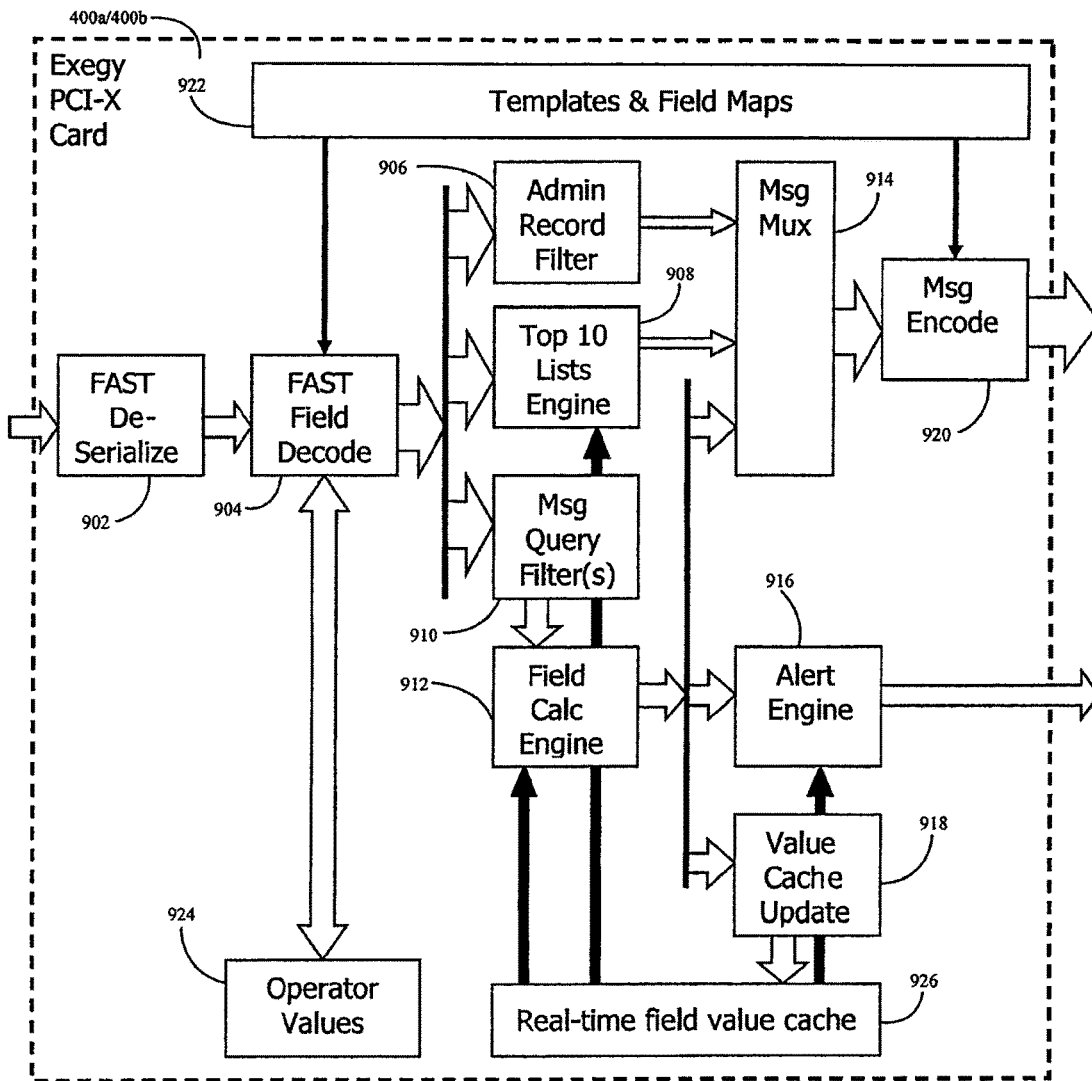 400a/400b
Exegy
PCI-X
Card
922
Templates & Field Maps
906
Admin
Record
Filter
Msg
Mux
914
908
Top 10
Lists
Engine
Msg
Encode
920
FAST
De-
Serialize
902
FAST
Field
Decode
904
Msg
Query
Filter(s)
910
916
912
Field
Calc
Engine
Alert
Engine
Value
Cache
Update
918
924
Operator
Values
Real-time field value cache
926